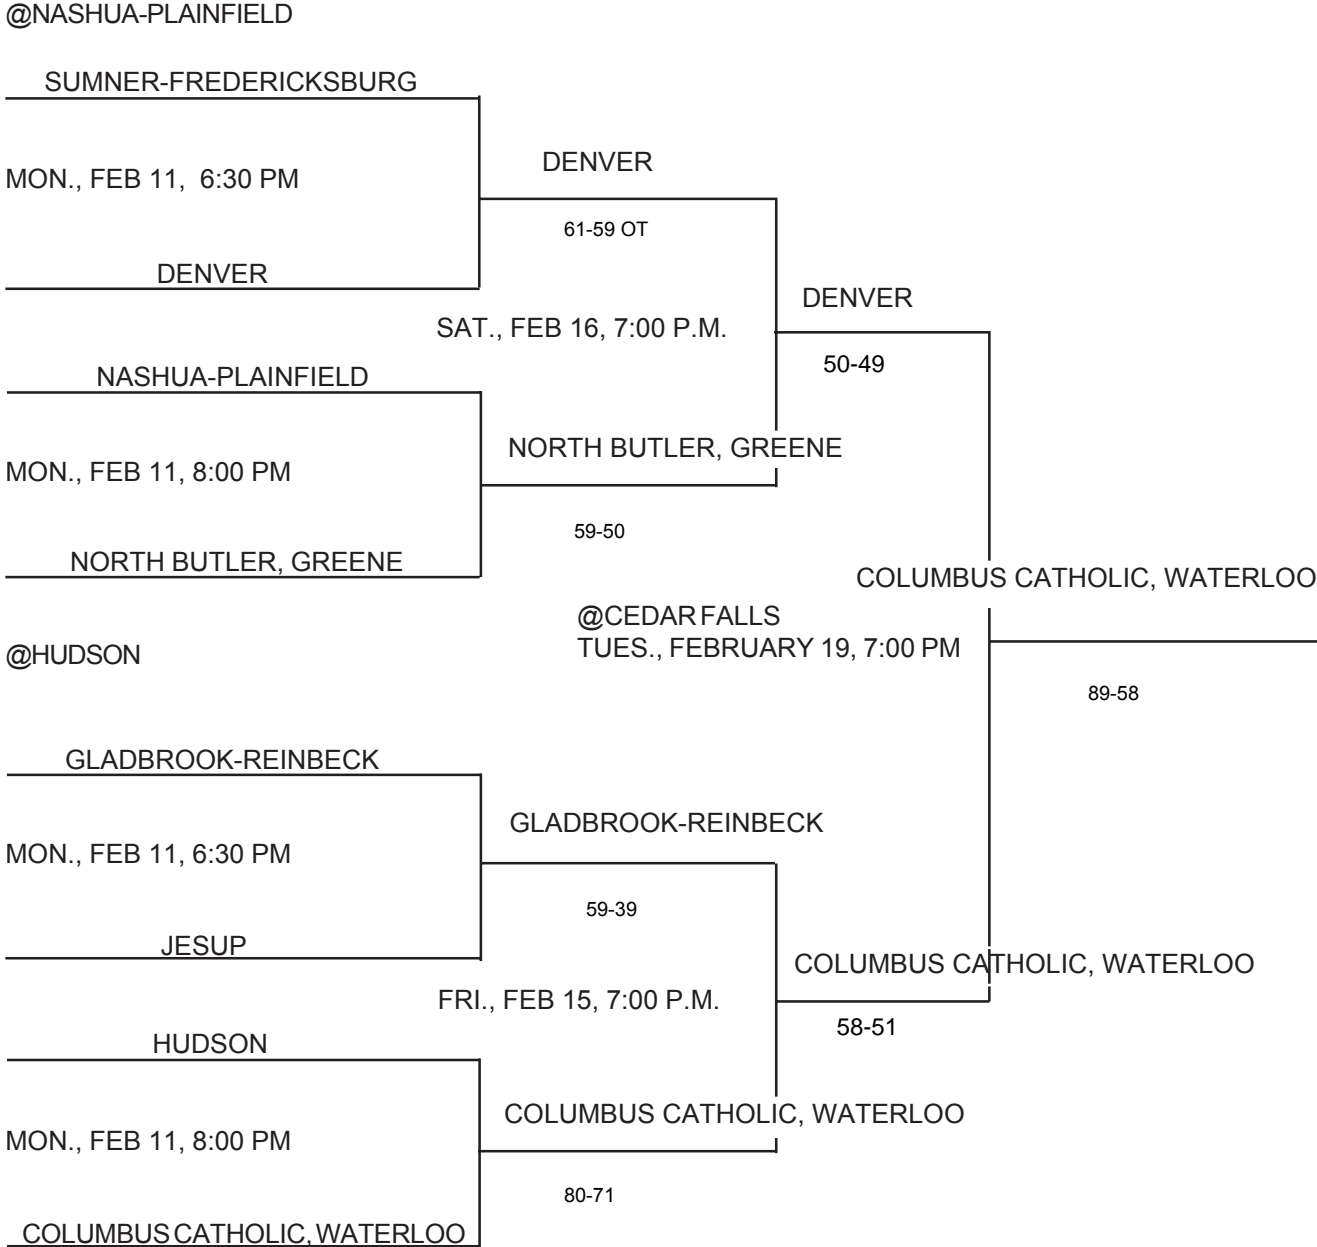 @NASHUA-PLAINFIELD
SUMNER-FREDERICKSBURG
DENVER
MON., FEB 11, 6:30 PM
61-59 OT
DENVER
DENVER
SAT., FEB 16, 7:00 P.M.
50-49
NASHUA-PLAINFIELD
NORTH BUTLER, GREENE
MON., FEB 11, 8:00 PM
59-50
NORTH BUTLER, GREENE
COLUMBUS CATHOLIC, WATERLOO
@CEDAR FALLS
TUES., FEBRUARY 19, 7:00 PM
@HUDSON
89-58
GLADBROOK-REINBECK
GLADBROOK-REINBECK
MON., FEB 11, 6:30 PM
59-39
JESUP
COLUMBUS CATHOLIC, WATERLOO
FRI., FEB 15, 7:00 P.M.
58-51
HUDSON
COLUMBUS CATHOLIC, WATERLOO
MON., FEB 11, 8:00 PM
80-71
COLUMBUS CATHOLIC, WATERLOO